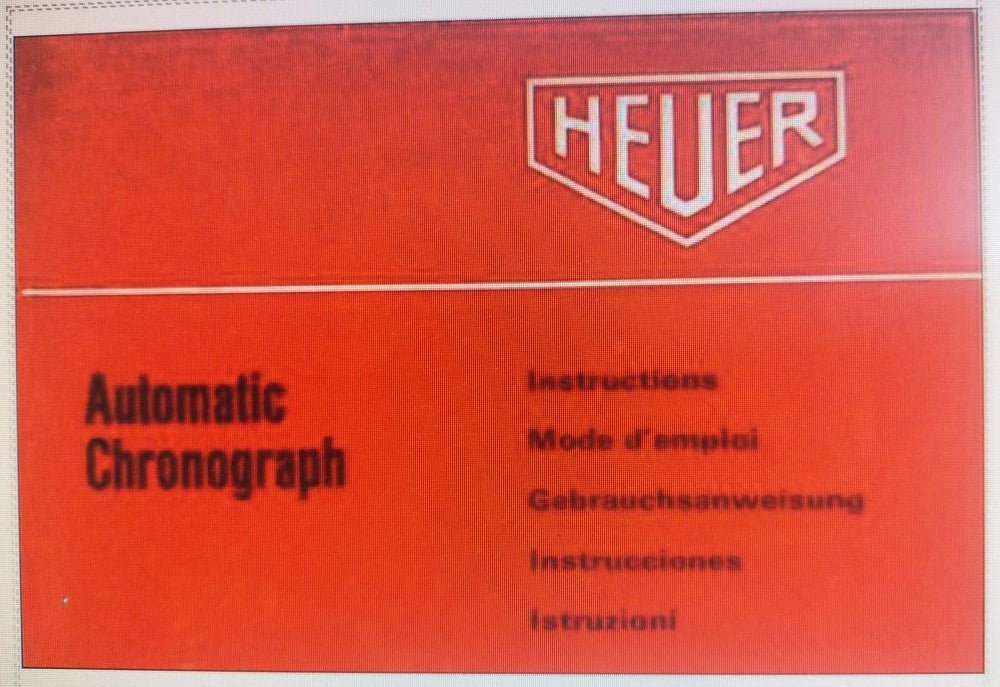 HEUER
Automatic
Chronograph
Instructions
Mode d'emploi
Gebrauchsanweisung
Instrucciones
Istruzioni